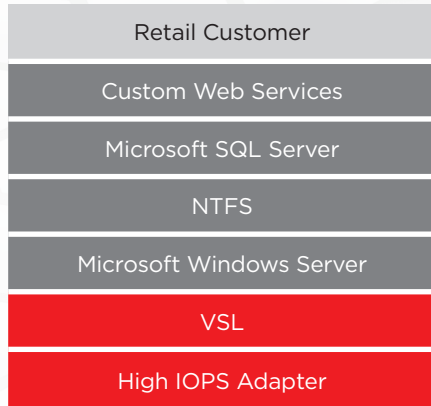 Retail Customer
Custom Web Services
Microsoft SQL Server
NTFS
Microsoft Windows Server
VSL
High IOPS Adapter